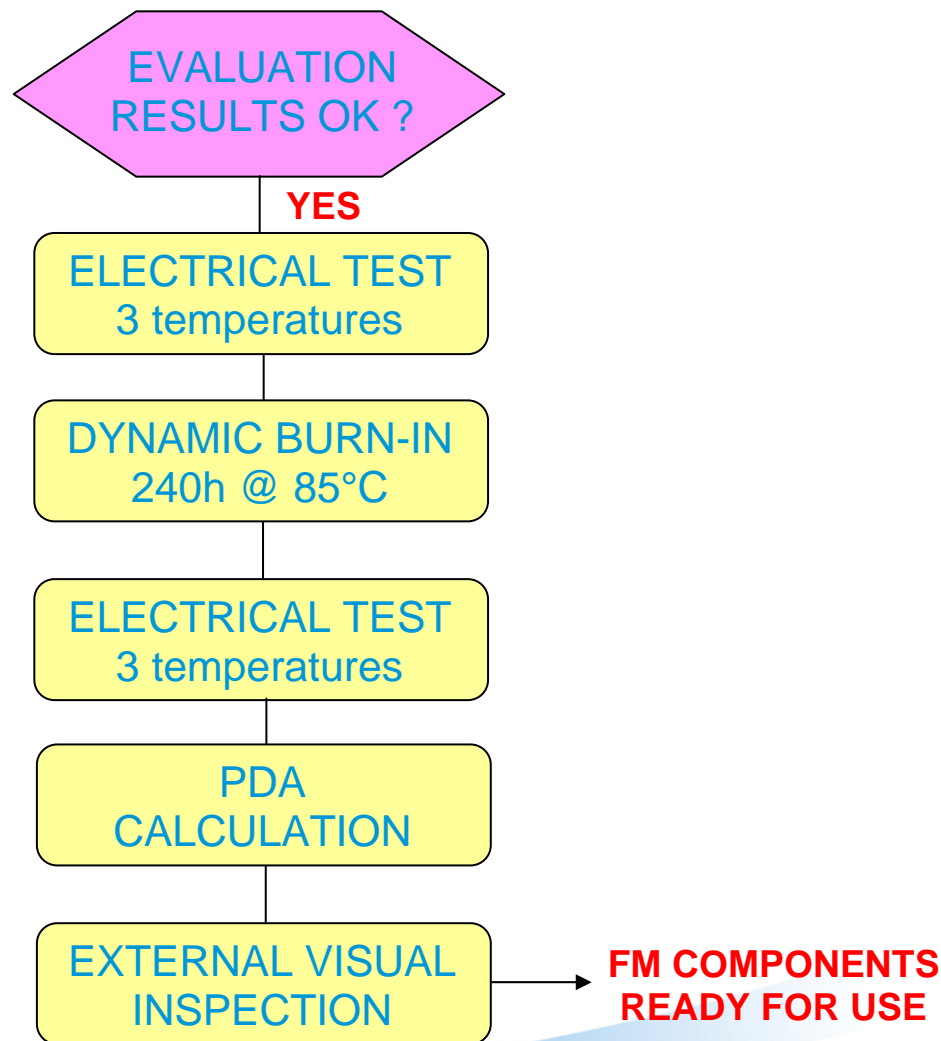 EVALUATION
RESULTS OK ?
YES
ELECTRICAL TEST
3 temperatures
DYNAMIC BURN-IN
240h @ 85°C
ELECTRICAL TEST
3 temperatures
PDA
CALCULATION
EXTERNAL VISUAL
INSPECTION
FM COMPONENTS
READY FOR USE